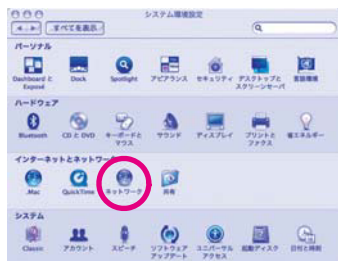 システム環境設定
すべてを表示
パーソナル
Dashboard と Exposé
Dock
Spotlight
アピアランス
セキュリティ
デスクトップと スクリーンセーバ
言語環境
ハードウェア
Bluetooth
CD と DVD
キーボードと マウス
サウンド
ディスプレイ
プリントと ファクス
省エネルギー
インターネットとネットワーク
.Mac
QuickTime
ネットワーク
共有
システム
Classic
アカウント
スピーチ
ソフトウェア アップデート
ユニバーサル アクセス
起動ディスク
日付と時刻